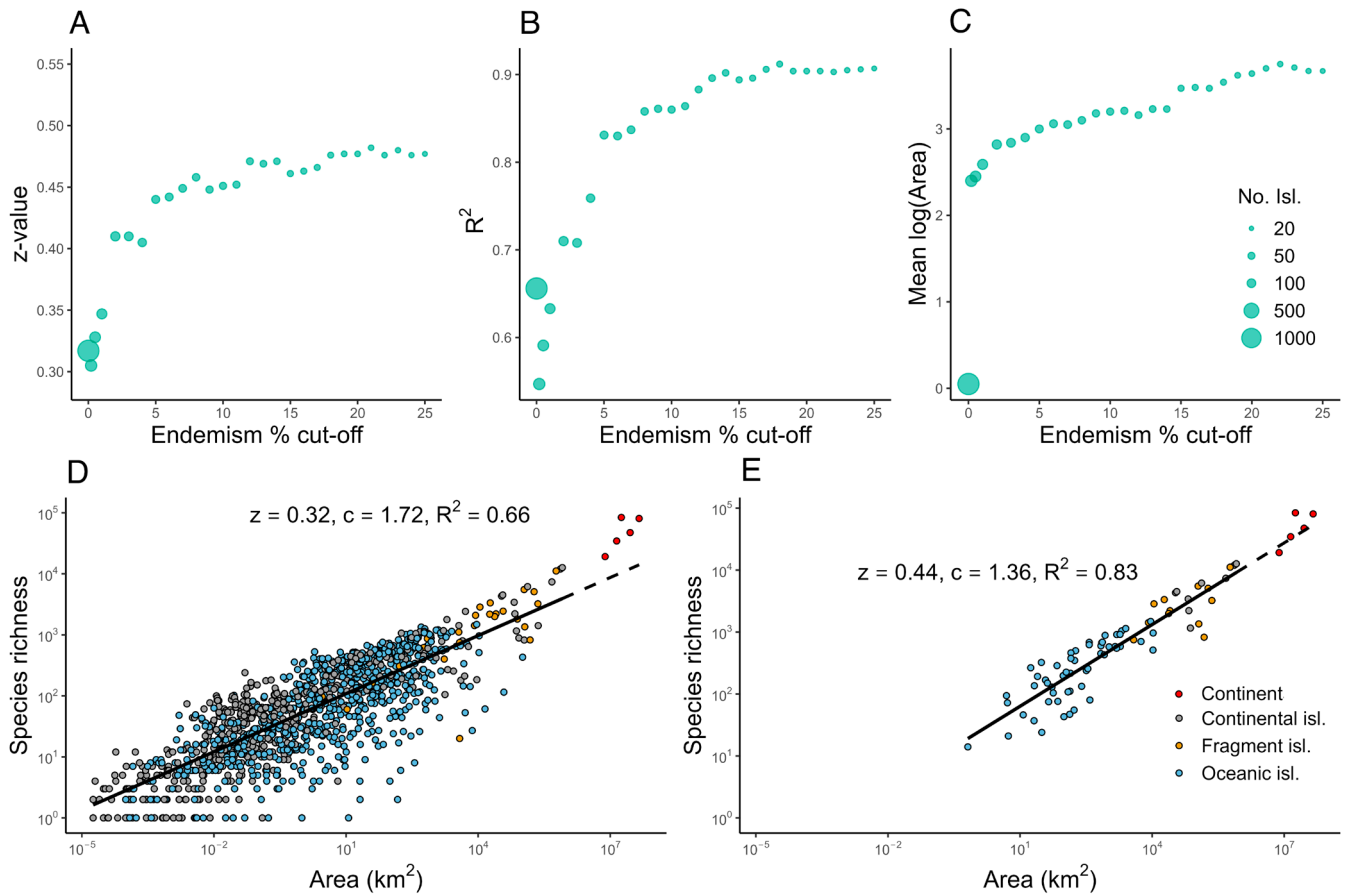 A
B
C
0.55
0.50
0.45
0.40
0.35
0.30
z-value
0 5 10 15 20 25
Endemism % cut-off
0.9
0.8
0.7
0.6
R²
0 5 10 15 20 25
Endemism % cut-off
3
2
1
0
Mean log(Area)
No. Isl.
20
50
100
500
1000
0 5 10 15 20 25
Endemism % cut-off
D
z = 0.32, c = 1.72, R² = 0.66
10⁵
10⁴
10³
10²
10¹
10⁰
Species richness
10⁻⁵ 10⁻² 10¹ 10⁴ 10⁷
Area (km²)
E
z = 0.44, c = 1.36, R² = 0.83
10⁵
10⁴
10³
10²
10¹
10⁰
Species richness
Continent
Continental isl.
Fragment isl.
Oceanic isl.
10⁻⁵ 10⁻² 10¹ 10⁴ 10⁷
Area (km²)